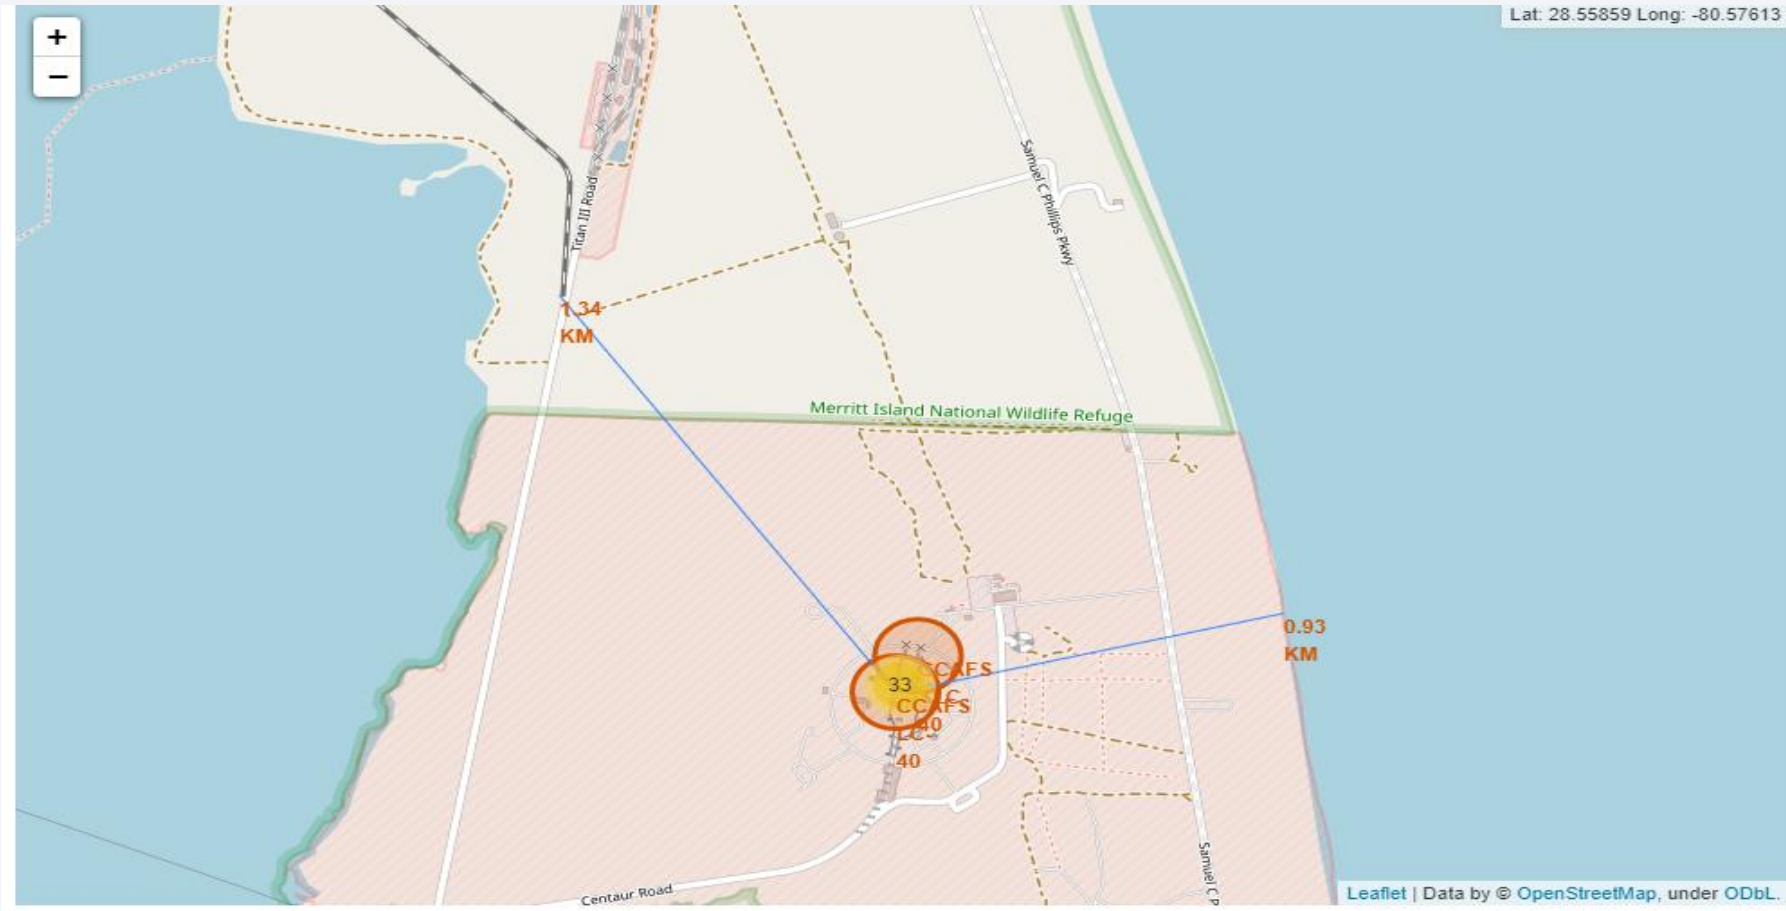 +
−
Lat: 28.55859 Long: -80.57613
Samuel C Phillips Pkwy
Titan III Road
1.34
KM
Merritt Island National Wildlife Refuge
0.93
KM
CCAFS
33
CCAFS
40
LC-
40
Samuel C P
Centaur Road
Leaflet | Data by © OpenStreetMap, under ODbL.